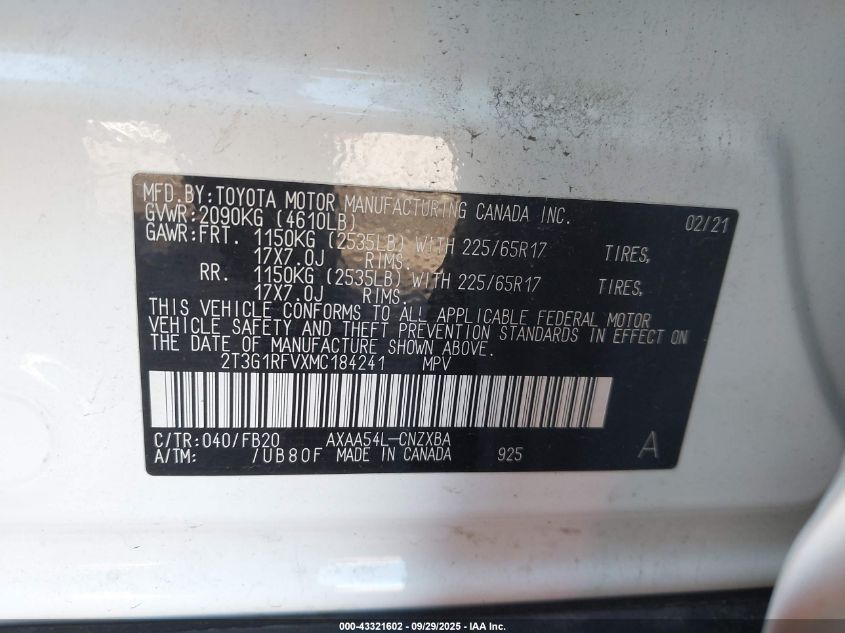 MFD.BY:TOYOTA MOTOR MANUFACTURING CANADA INC. 02/21
GVWR:2090KG (4610LB)
GAWR:FRT. 1150KG (2535LB) WITH 225/65R17 TIRES,
17X7.0J RIMS.
RR. 1150KG (2535LB) WITH 225/65R17 TIRES,
17X7.0J RIMS.
THIS VEHICLE CONFORMS TO ALL APPLICABLE FEDERAL MOTOR
VEHICLE SAFETY AND THEFT PREVENTION STANDARDS IN EFFECT ON
THE DATE OF MANUFACTURE SHOWN ABOVE.
2T3G1RFVXMC184241 MPV
C/TR:040/FB20 AXAA54L-CNZXBA
A/TM: /UB80F MADE IN CANADA 925 A
000-43321602 - 09/29/2025 - IAA Inc.